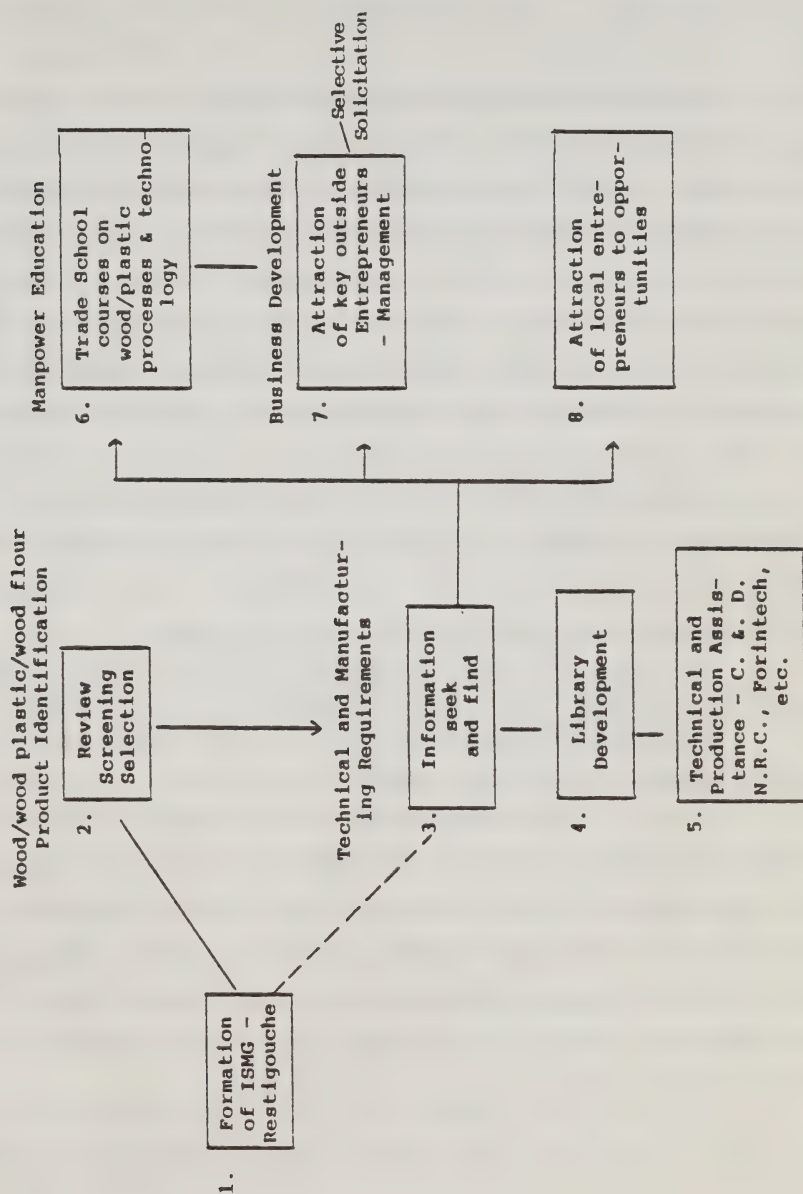 1.
Formation
of ISMG -
Restigouche
Wood/wood plastic/wood flour
Product Identification
2.
Review
Screening
Selection
Technical and Manufactur-
ing Requirements
3.
Information
seek
and find
4.
Library
Development
5.
Technical and
Production Assis-
tance - C. &. D.
N.R.C., Forintech,
etc.
Manpower Education
6.
Trade School
courses on
wood/plastic
processes & techno-
logy
Business Development
7.
Attraction
of key outside
Entrepreneurs
- Management
Selective
Solicitation
8.
Attraction
of local entre-
preneurs to oppor-
tunities